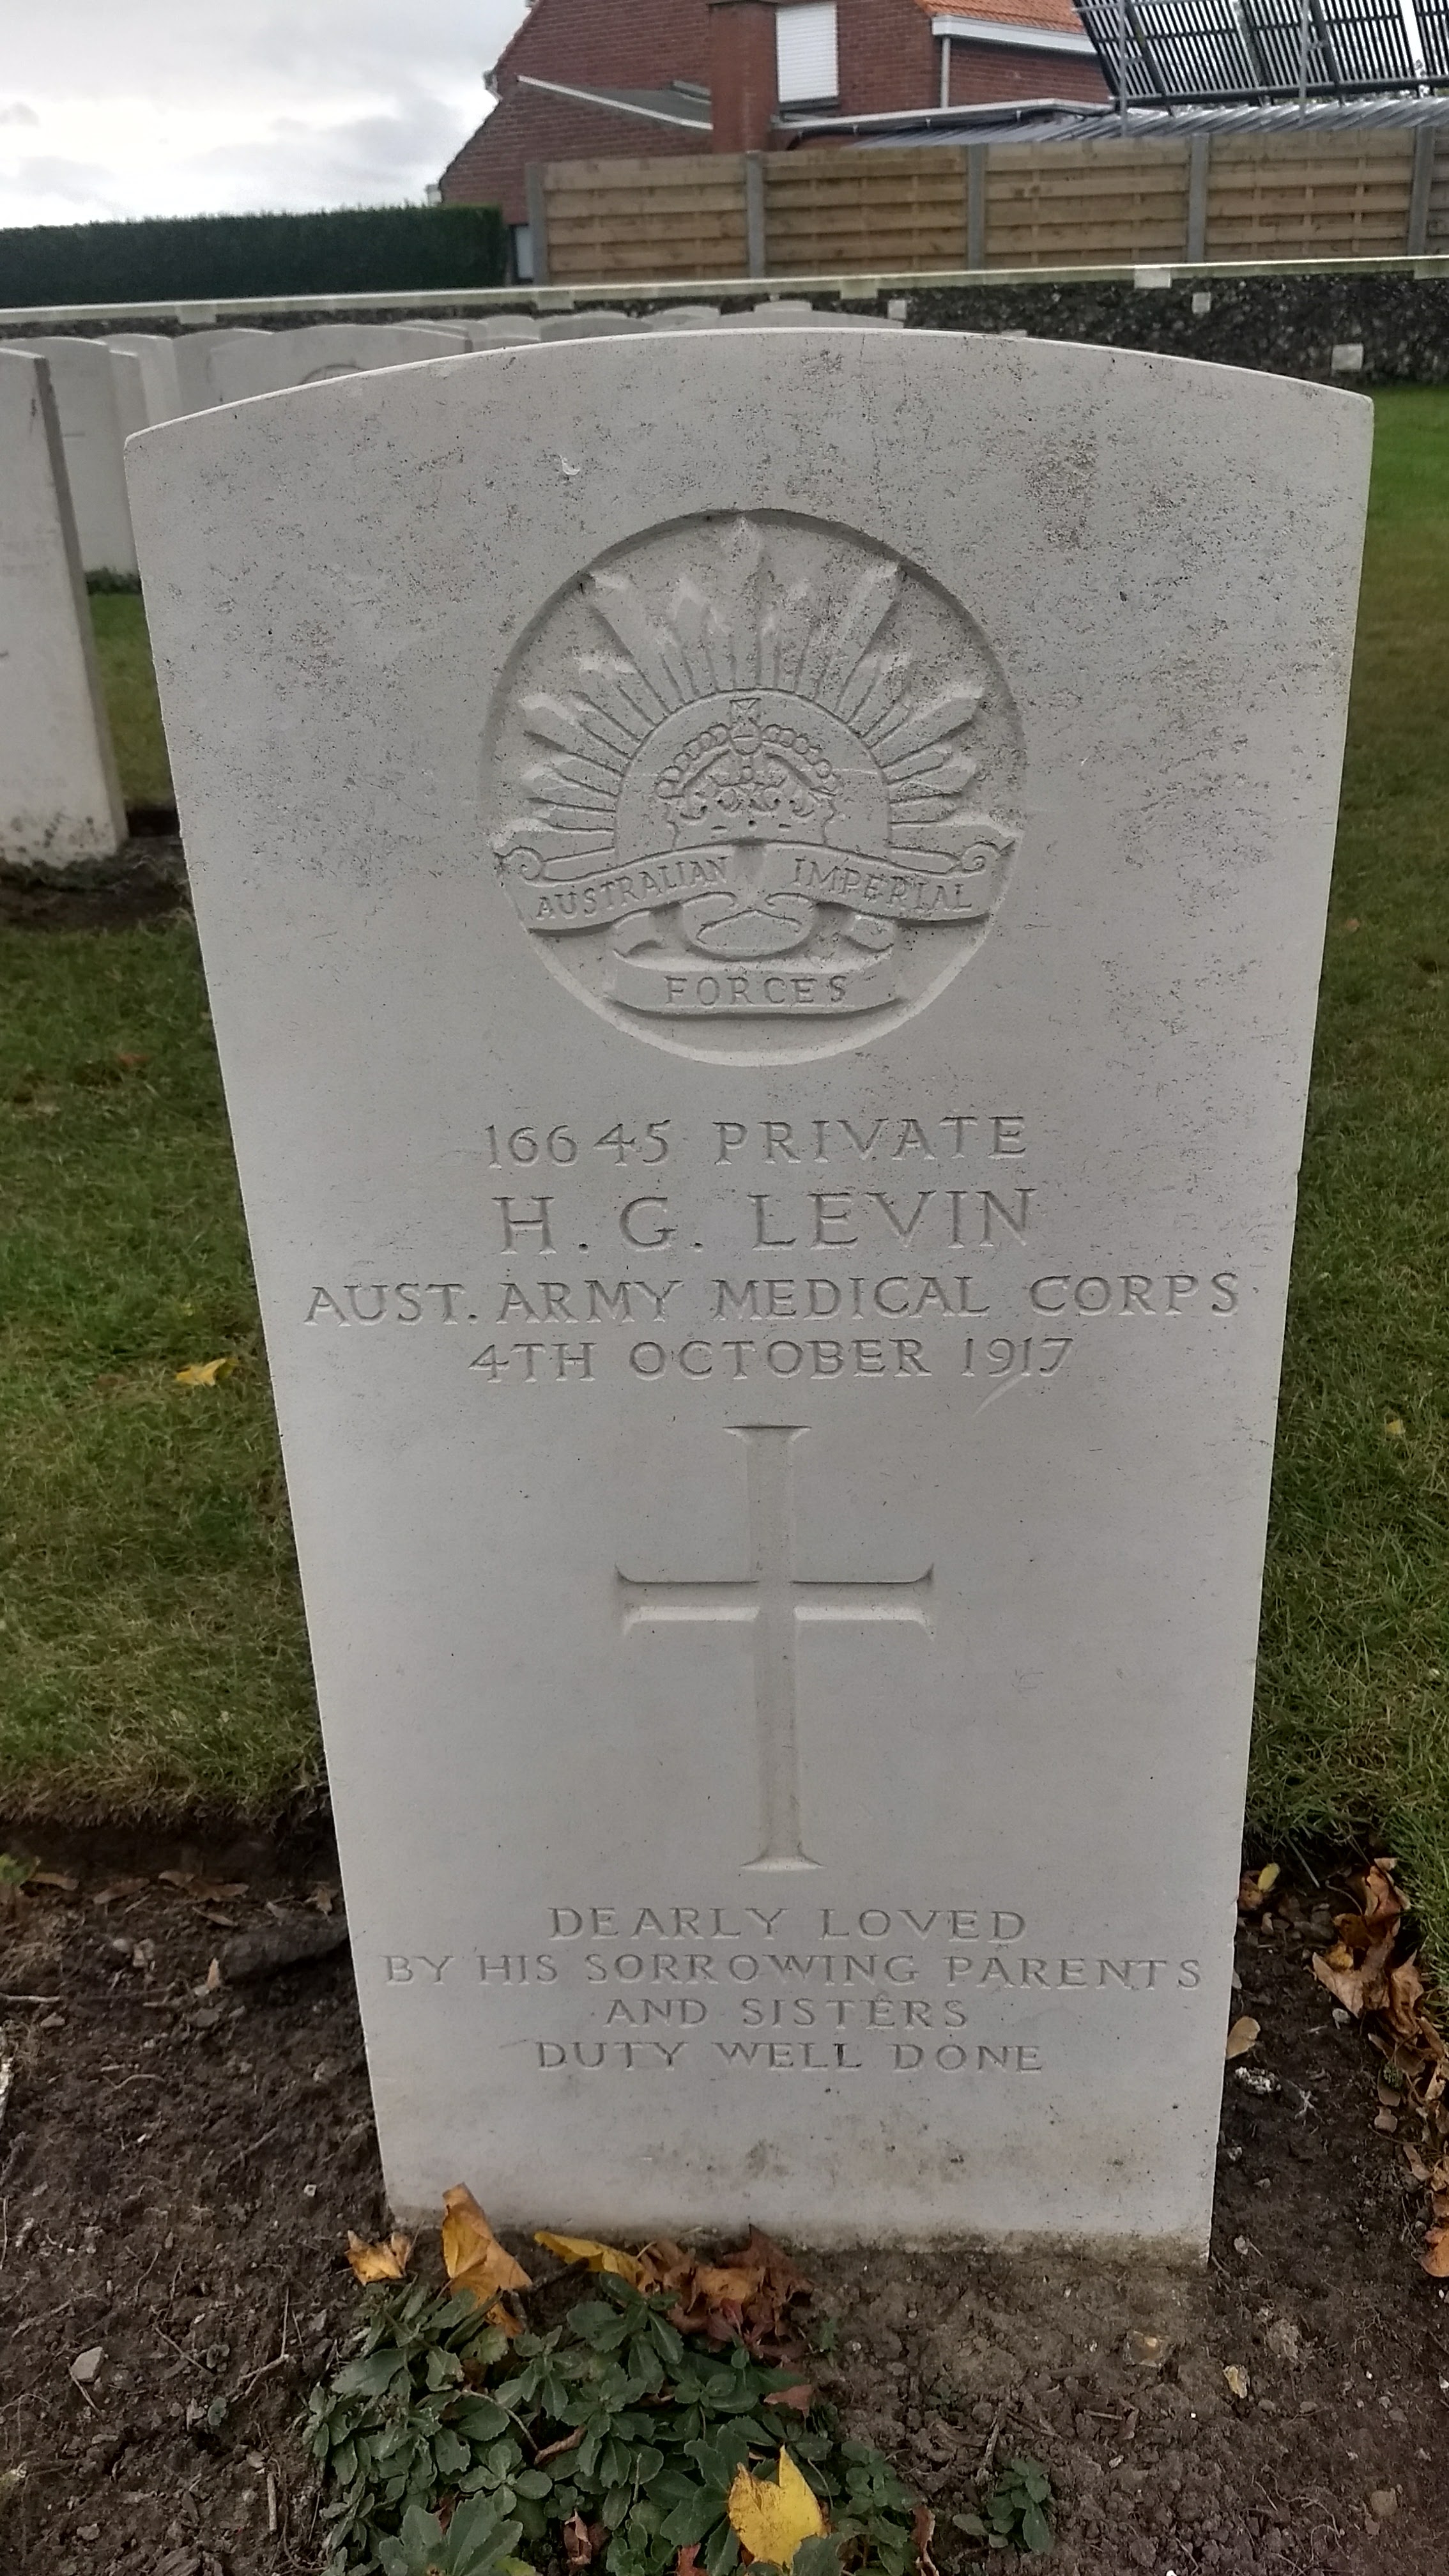 AUSTRALIAN IMPERIAL
FORCES
16645 PRIVATE
H. G. LEVIN
AUST. ARMY MEDICAL CORPS
4TH OCTOBER 1917
DEARLY LOVED
BY HIS SORROWING PARENTS
AND SISTERS
DUTY WELL DONE